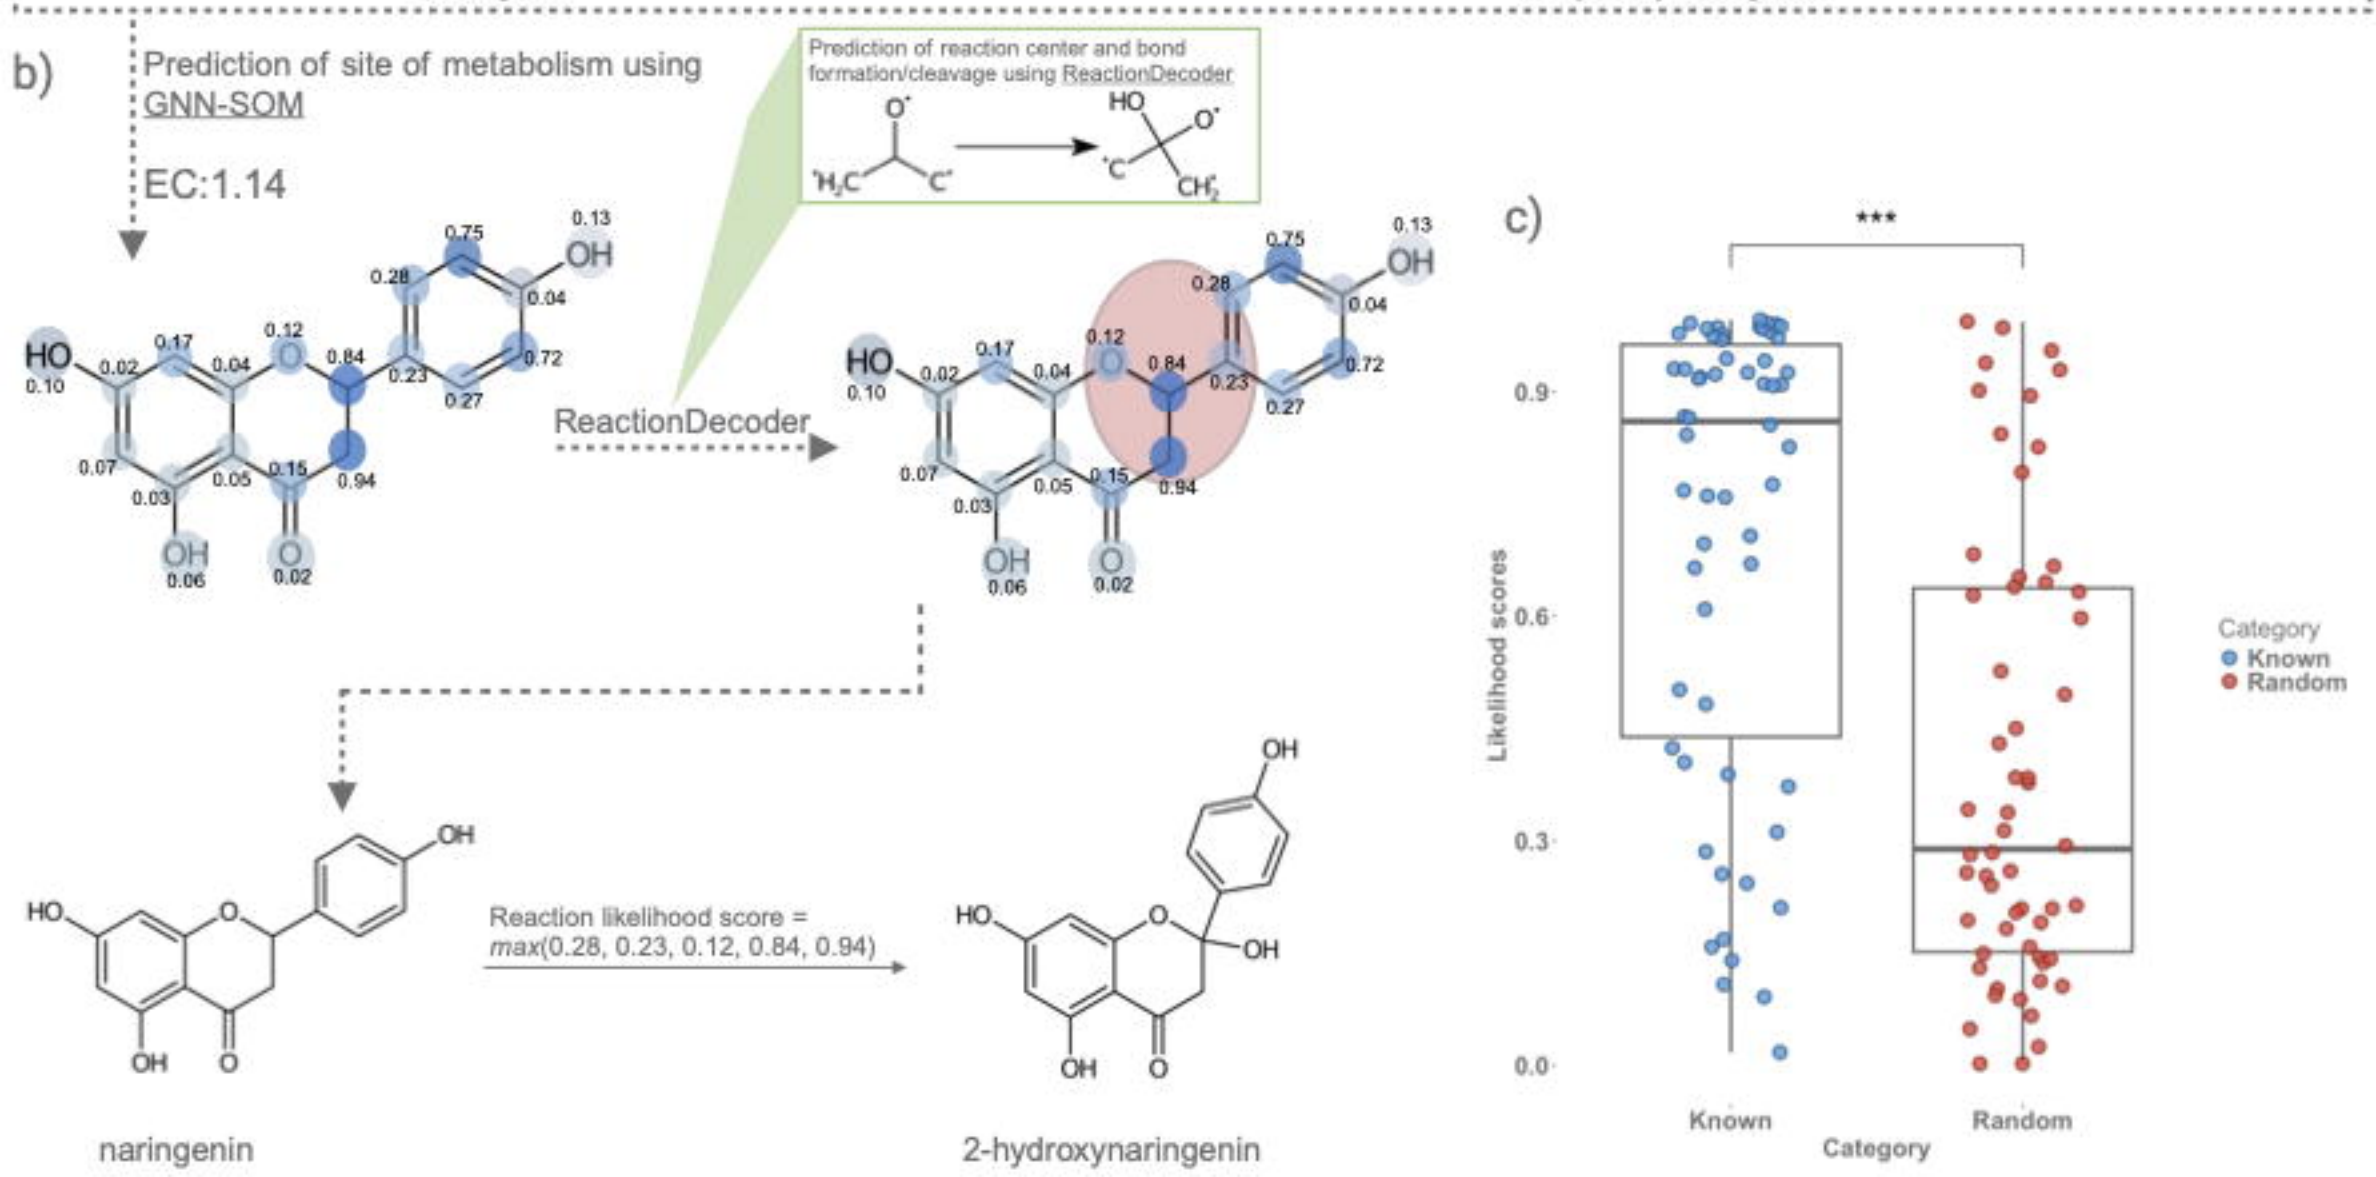 b)
Prediction of site of metabolism using
GNN-SOM
EC:1.14
Prediction of reaction center and bond
formation/cleavage using ReactionDecoder
O*
*H2C
C*
HO
O*
*C
CH2*
0.75
0.13
OH
0.28
0.04
0.12
O
0.84
0.17
0.04
HO
0.02
0.10
0.23
0.72
0.27
0.07
0.03
0.05
0.15
0.94
OH
0.06
O
0.02
ReactionDecoder
0.75
0.13
OH
0.28
0.04
0.12
O
0.84
0.17
0.04
HO
0.02
0.10
0.23
0.72
0.27
0.07
0.03
0.05
0.15
0.94
OH
0.06
O
0.02
OH
HO
O
OH
O
naringenin
Reaction likelihood score =
max(0.28, 0.23, 0.12, 0.84, 0.94)
OH
HO
O
OH
OH
O
2-hydroxynaringenin
c)
***
Likelihood scores
0.9
0.6
0.3
0.0
Known
Random
Category
Category
Known
Random